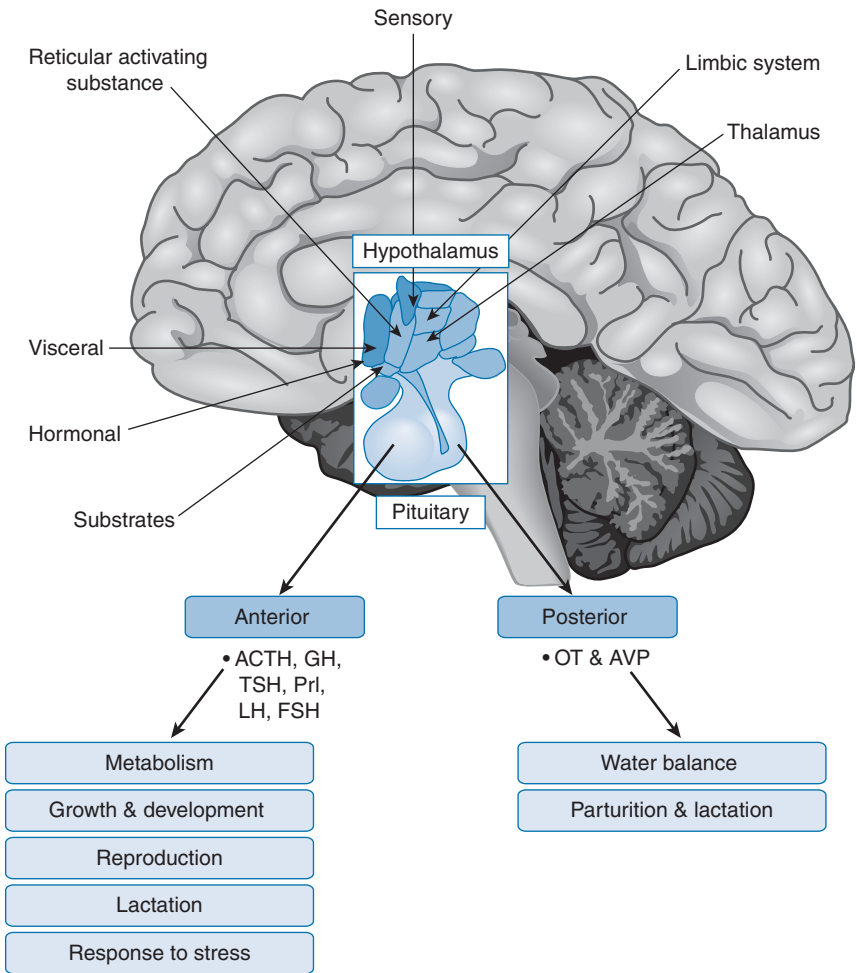 Sensory
Reticular activating
substance
Limbic system
Thalamus
Hypothalamus
Visceral
Hormonal
Substrates
Pituitary
Anterior
• ACTH, GH,
TSH, Prl,
LH, FSH
Metabolism
Growth & development
Reproduction
Lactation
Response to stress
Posterior
• OT & AVP
Water balance
Parturition & lactation